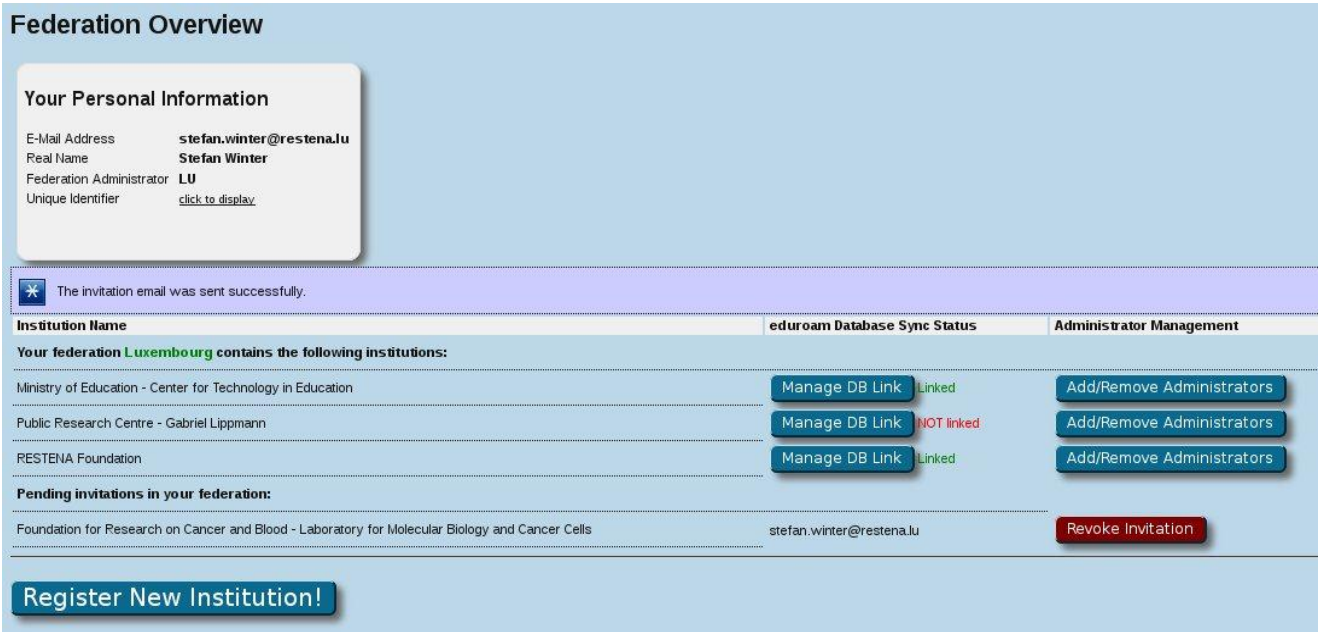 Federation Overview
Your Personal Information
E-Mail Address stefan.winter@restena.lu
Real Name Stefan Winter
Federation Administrator LU
Unique Identifier click to display
The invitation email was sent successfully.
Institution Name eduroam Database Sync Status Administrator Management
Your federation Luxembourg contains the following institutions:
Ministry of Education - Center for Technology in Education Manage DB Link Linked Add/Remove Administrators
Public Research Centre - Gabriel Lippmann Manage DB Link NOT linked Add/Remove Administrators
RESTENA Foundation Manage DB Link Linked Add/Remove Administrators
Pending invitations in your federation:
Foundation for Research on Cancer and Blood - Laboratory for Molecular Biology and Cancer Cells stefan.winter@restena.lu Revoke Invitation
Register New Institution!